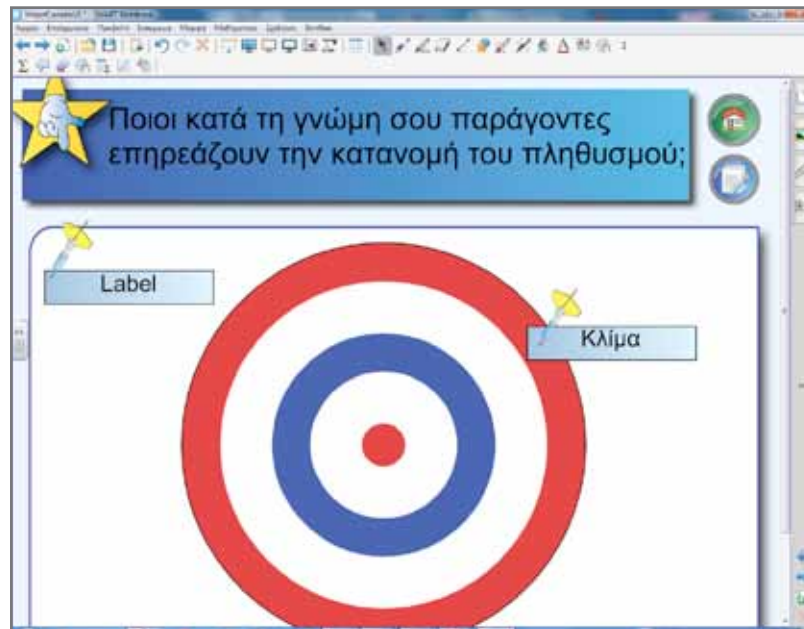 Ποιοι κατά τη γνώμη σου παράγοντες
επηρεάζουν την κατανομή του πληθυσμού;
Label
Κλίμα